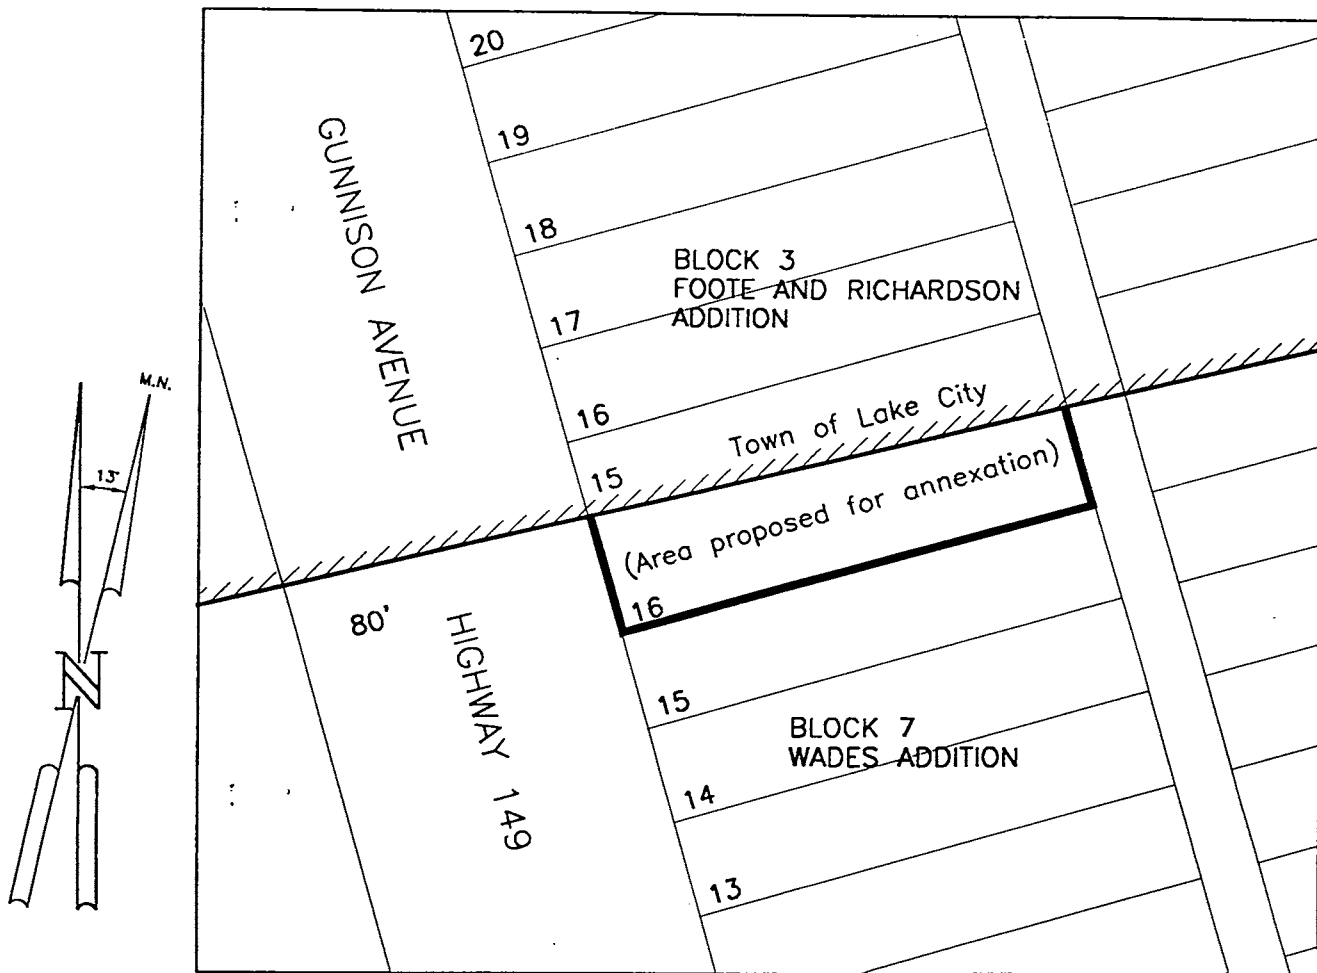 20
19
18
17
16
15
GUNNISON AVENUE
BLOCK 3
FOOTE AND RICHARDSON
ADDITION
Town of Lake City
(Area proposed for annexation)
M.N.
13°
N
80'
HIGHWAY 149
16
15
14
13
BLOCK 7
WADES ADDITION